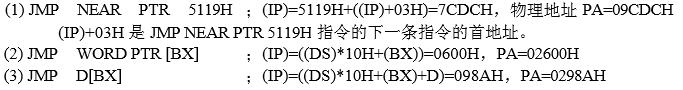 (1) JMP NEAR PTR 5119H ；(IP)=5119H+((IP)+03H)=7CDCH，物理地址 PA=09CDCH
(IP)+03H 是 JMP NEAR PTR 5119H 指令的下一条指令的首地址。
(2) JMP WORD PTR [BX] ；(IP)=((DS)*10H+(BX))=0600H，PA=02600H
(3) JMP D[BX] ；(IP)=((DS)*10H+(BX)+D)=098AH，PA=0298AH